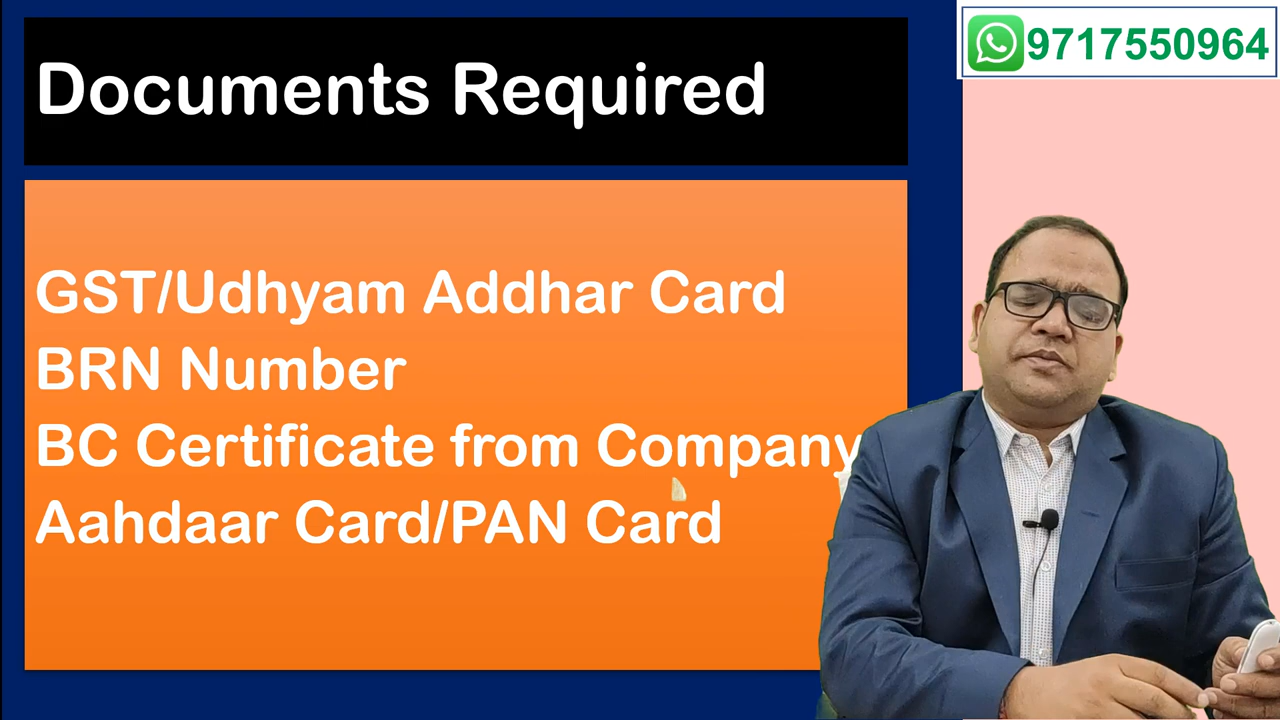 Documents Required
9717550964
GST/Udhyam Addhar Card
BRN Number
BC Certificate from Company
Aahdaar Card/PAN Card